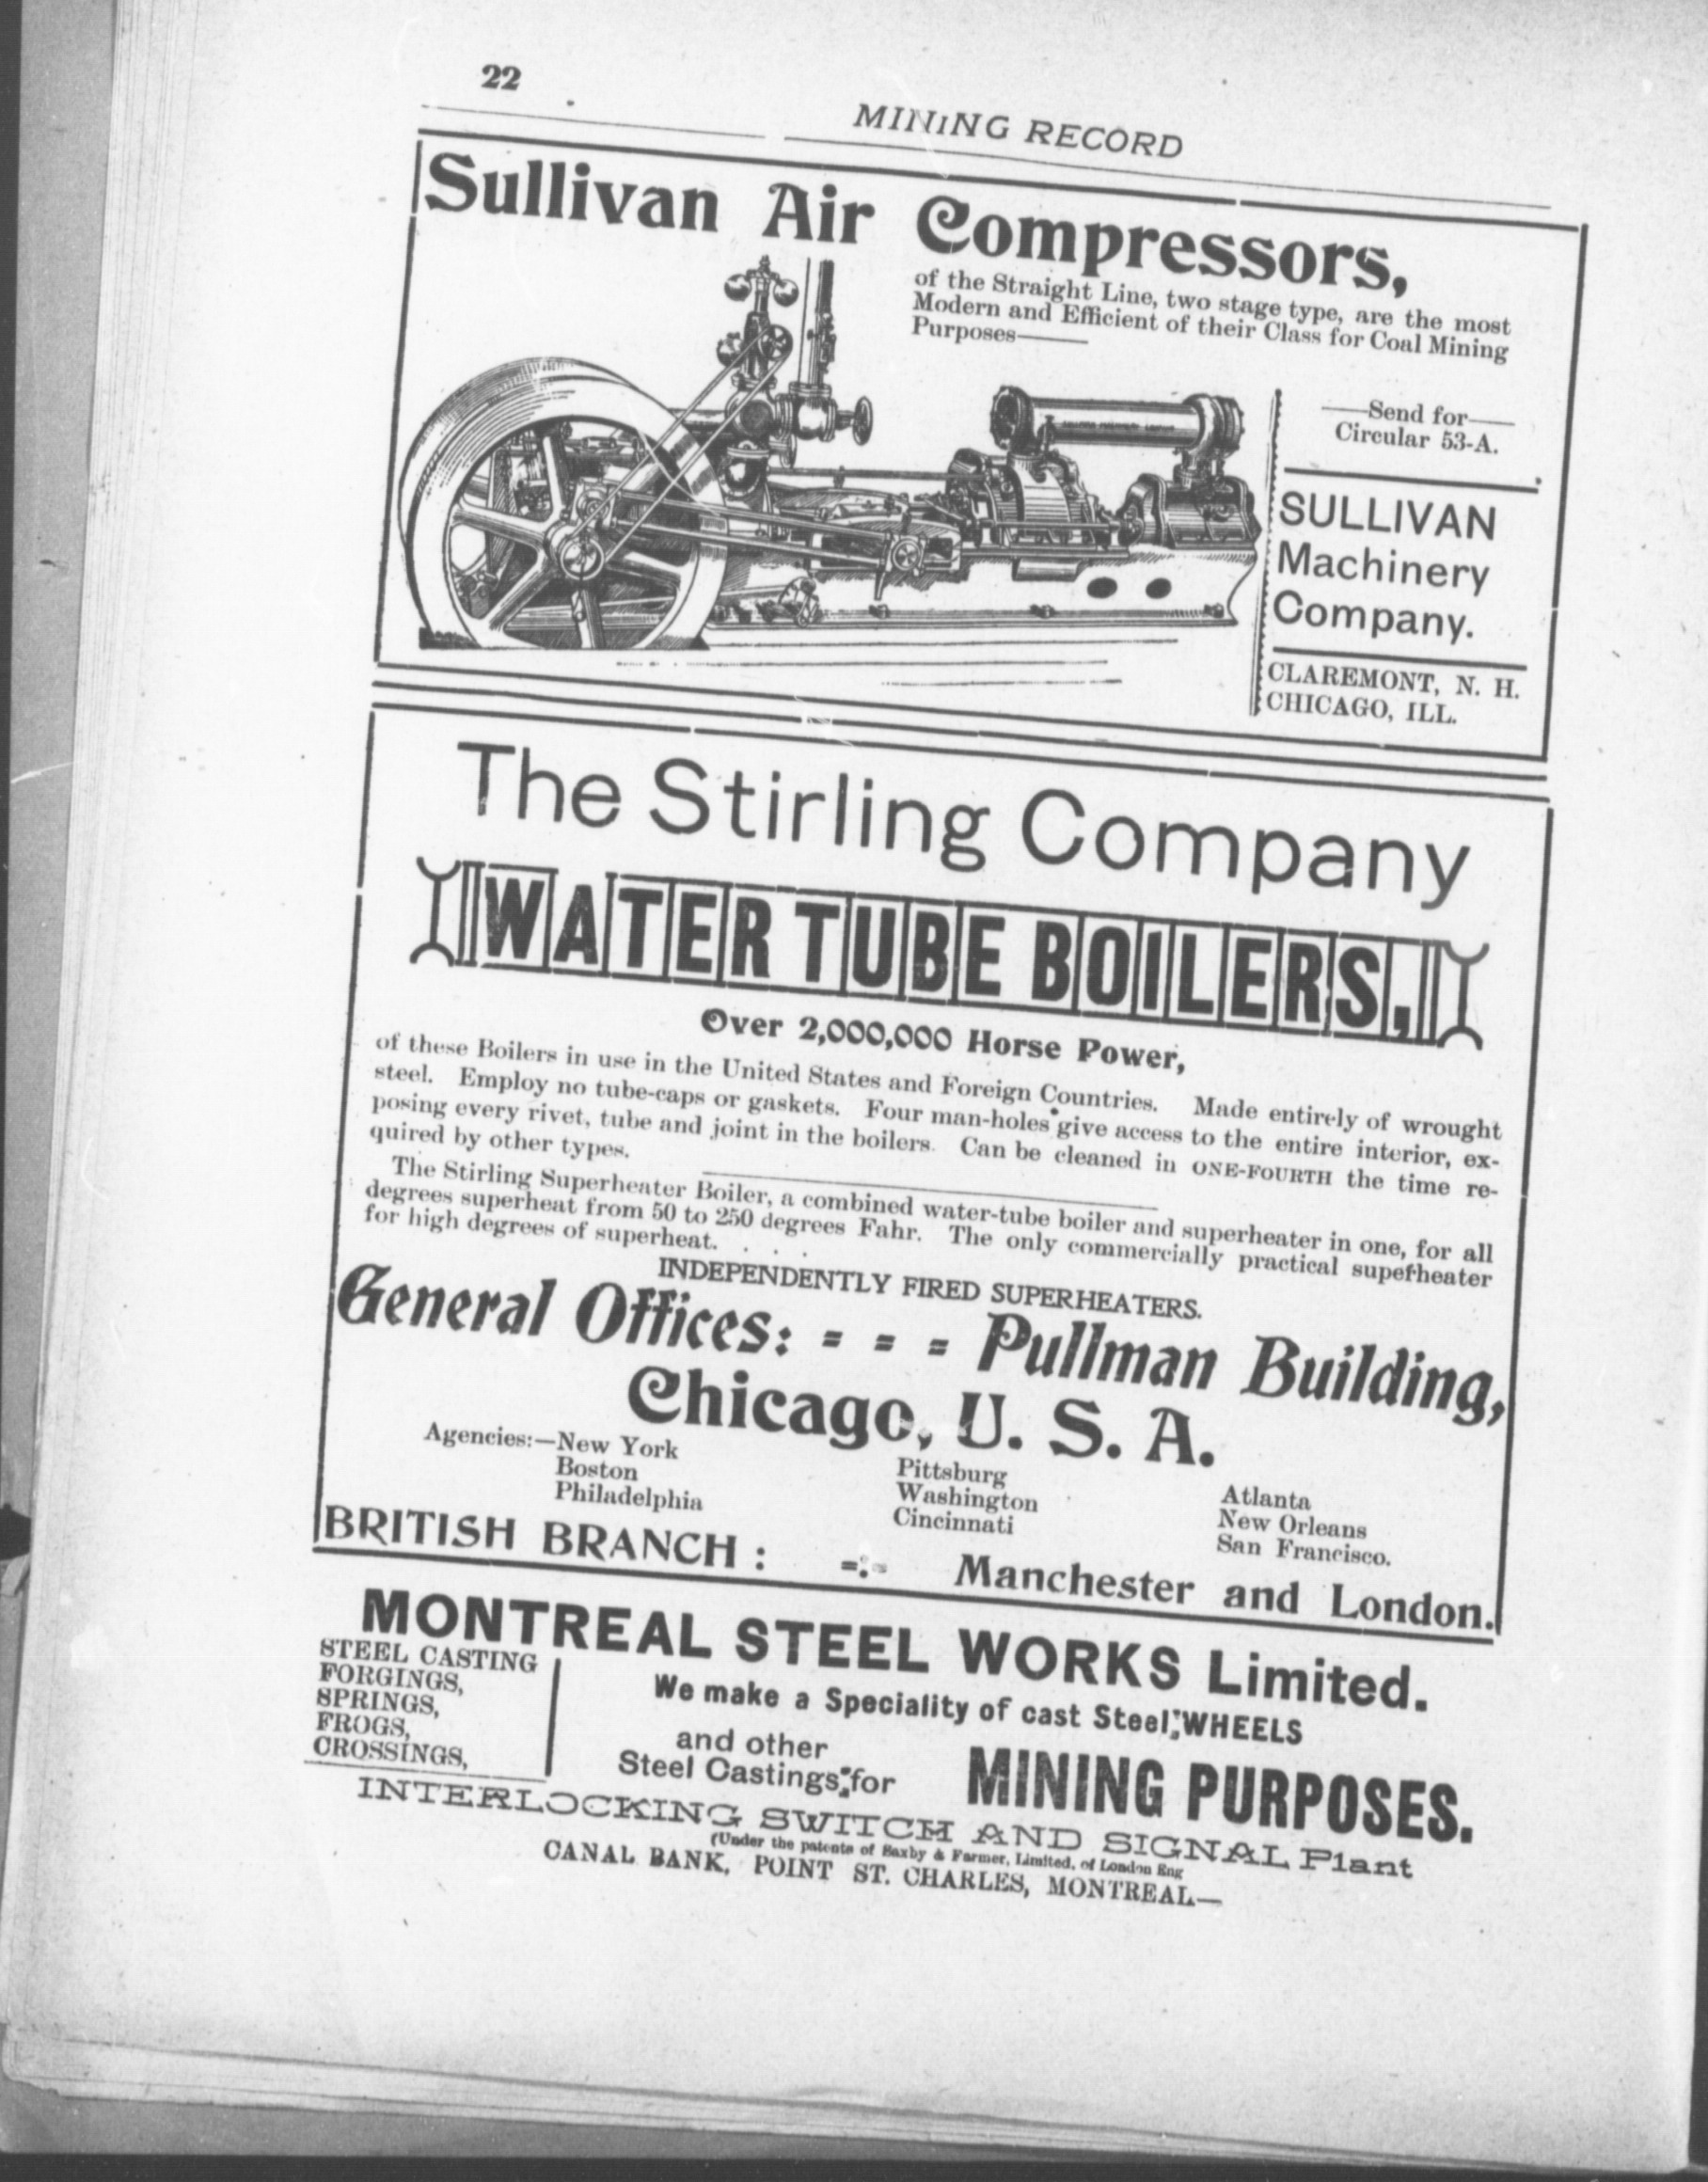 22
MINING RECORD
Sullivan Air Compressors,
of the Straight Line, two stage type, are the most
Modern and Efficient of their Class for Coal Mining
Purposes——
—Send for—
Circular 53-A.
SULLIVAN
Machinery
Company.
CLAREMONT, N. H.
CHICAGO, ILL.
The Stirling Company
WATER TUBE BOILERS,
Over 2,000,000 Horse Power,
of these Boilers in use in the United States and Foreign Countries. Made entirely of wrought
steel. Employ no tube-caps or gaskets. Four man-holes give access to the entire interior, ex-
posing every rivet, tube and joint in the boilers. Can be cleaned in ONE-FOURTH the time re-
quired by other types.
The Stirling Superheater Boiler, a combined water-tube boiler and superheater in one, for all
degrees superheat from 50 to 250 degrees Fahr. The only commercially practical superheater
for high degrees of superheat. . . .
INDEPENDENTLY FIRED SUPERHEATERS.
General Offices: = = = Pullman Building,
Chicago, U. S. A.
Agencies:—New York
Boston
Philadelphia
Pittsburg
Washington
Cincinnati
Atlanta
New Orleans
San Francisco.
BRITISH BRANCH : -:- Manchester and London.
MONTREAL STEEL WORKS Limited.
STEEL CASTING
FORGINGS,
SPRINGS,
FROGS,
CROSSINGS,
We make a Speciality of cast Steel; WHEELS
and other
Steel Castings; for
MINING PURPOSES.
INTERLOCKING SWITCH AND SIGNAL Plant
(Under the patents of Saxby & Farmer, Limited, of London Eng
CANAL BANK, POINT ST. CHARLES, MONTREAL—